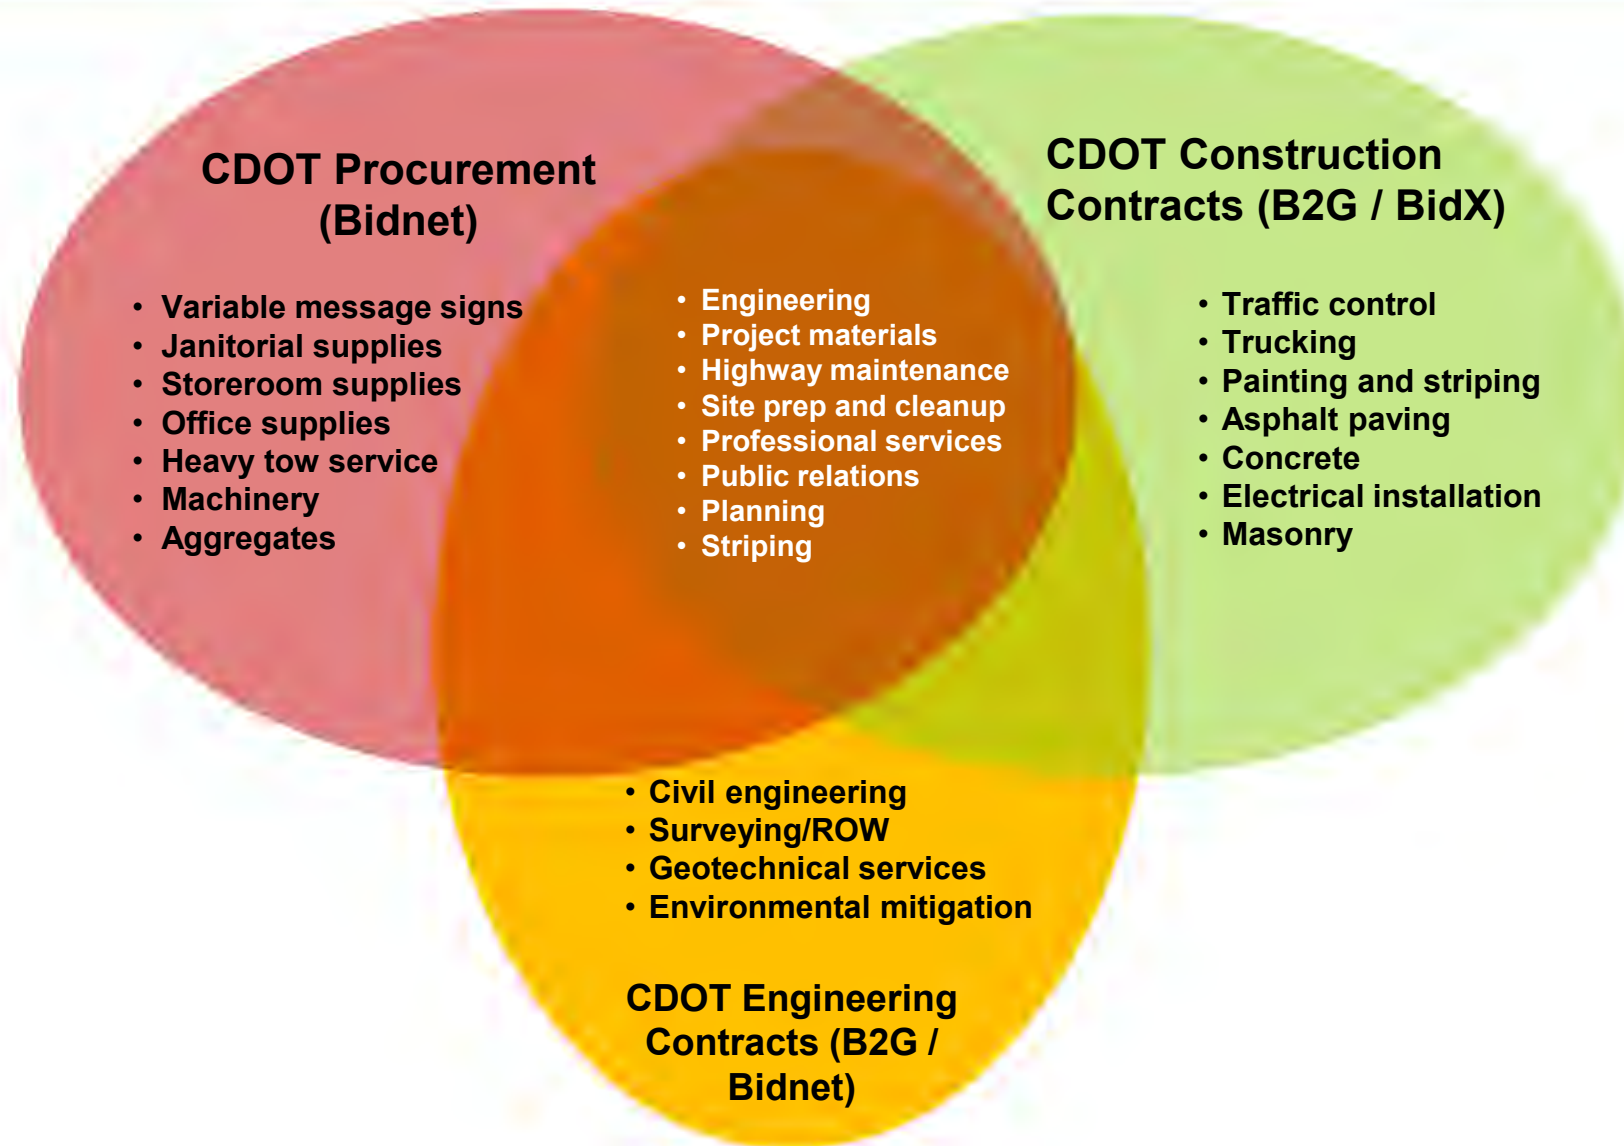 CDOT Procurement
(Bidnet)
• Variable message signs
• Janitorial supplies
• Storeroom supplies
• Office supplies
• Heavy tow service
• Machinery
• Aggregates
• Engineering
• Project materials
• Highway maintenance
• Site prep and cleanup
• Professional services
• Public relations
• Planning
• Striping
CDOT Construction
Contracts (B2G / BidX)
• Traffic control
• Trucking
• Painting and striping
• Asphalt paving
• Concrete
• Electrical installation
• Masonry
• Civil engineering
• Surveying/ROW
• Geotechnical services
• Environmental mitigation
CDOT Engineering
Contracts (B2G /
Bidnet)